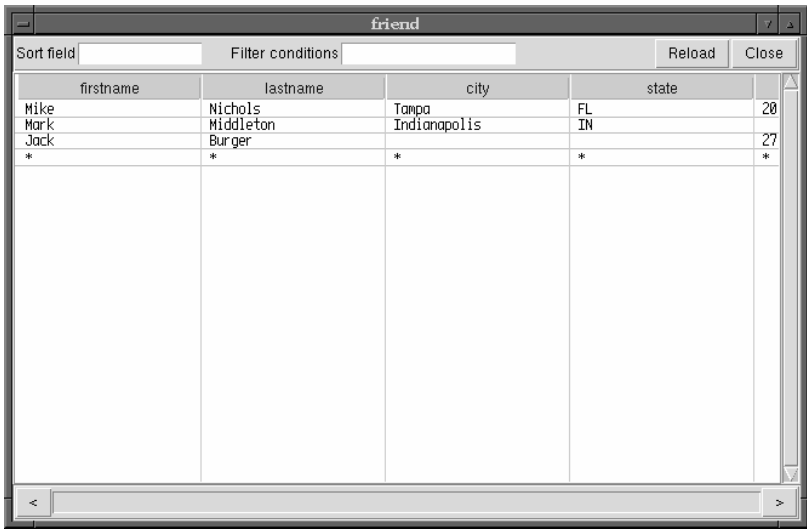 friend
Sort field Filter conditions Reload Close
firstname lastname city state
Mike Nichols Tampa FL 20
Mark Middleton Indianapolis IN
Jack Burger 27
* * * * *
< >